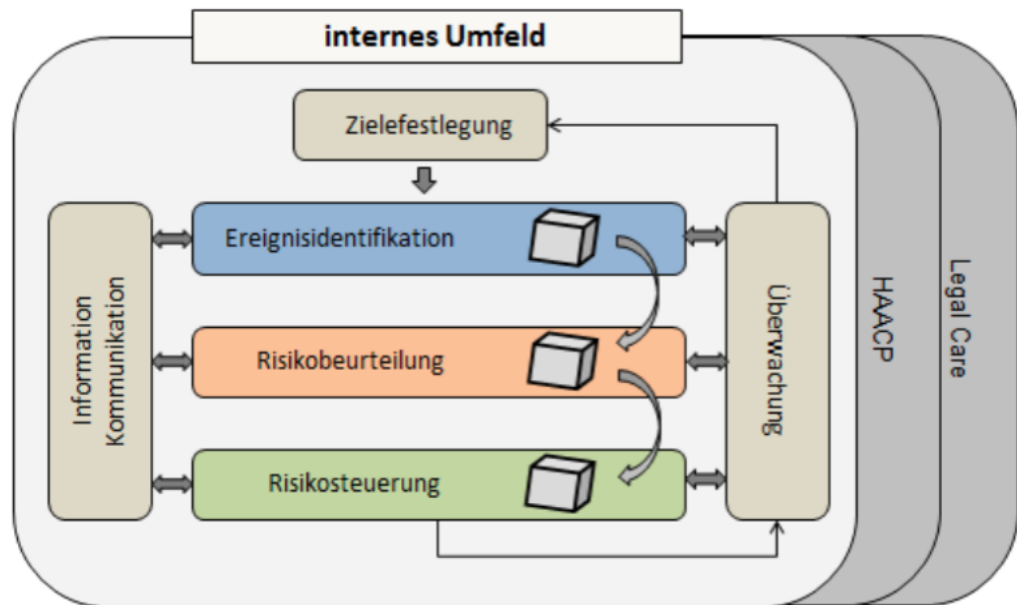 internes Umfeld
Zielefestlegung
Ereignisidentifikation
Risikobeurteilung
Risikosteuerung
Information
Kommunikation
Überwachung
HAACP
Legal Care